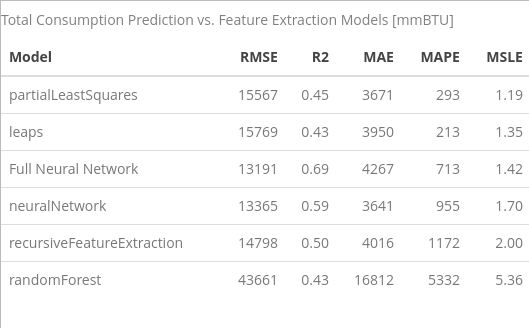 Total Consumption Prediction vs. Feature Extraction Models [mmBTU]
Model RMSE R2 MAE MAPE MSLE
partialLeastSquares 15567 0.45 3671 293 1.19
leaps 15769 0.43 3950 213 1.35
Full Neural Network 13191 0.69 4267 713 1.42
neuralNetwork 13365 0.59 3641 955 1.70
recursiveFeatureExtraction 14798 0.50 4016 1172 2.00
randomForest 43661 0.43 16812 5332 5.36